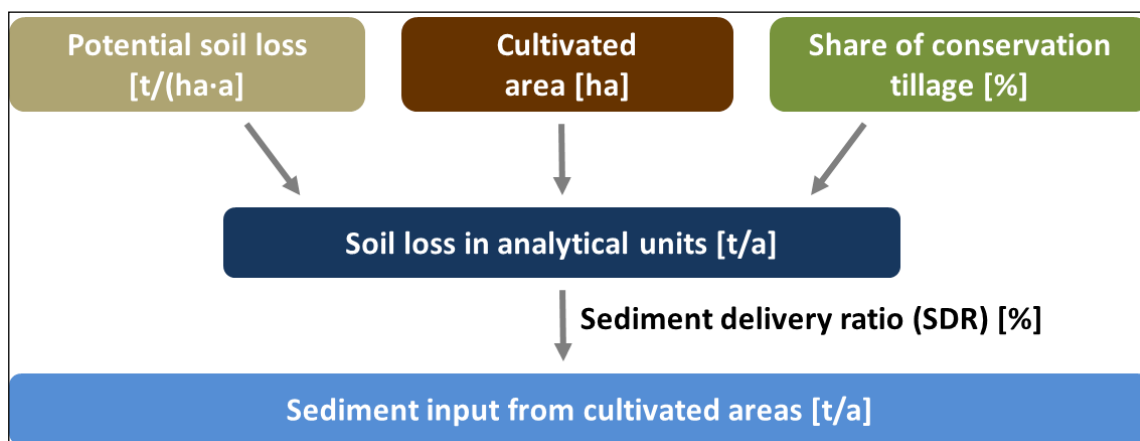 Potential soil loss
[t/(ha·a]
Cultivated
area [ha]
Share of conservation
tillage [%]
Soil loss in analytical units [t/a]
Sediment delivery ratio (SDR) [%]
Sediment input from cultivated areas [t/a]